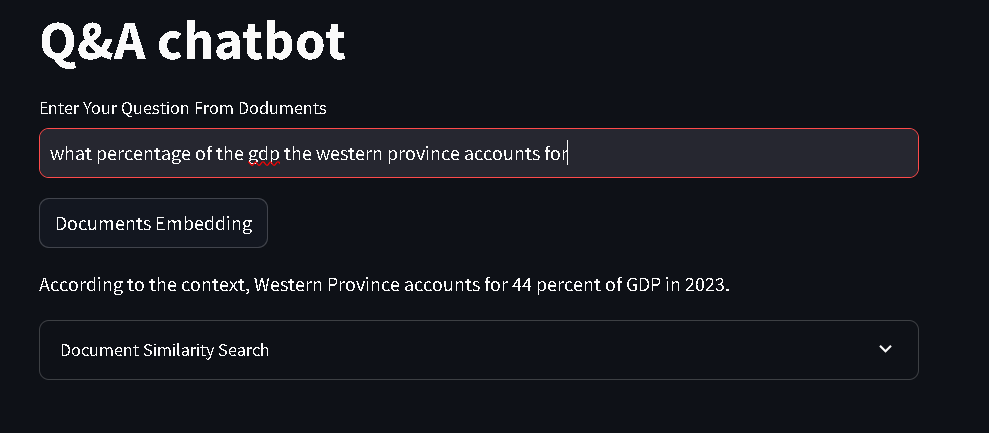 Q&A chatbot
Enter Your Question From Doduments
what percentage of the gdp the western province accounts for
Documents Embedding
According to the context, Western Province accounts for 44 percent of GDP in 2023.
Document Similarity Search